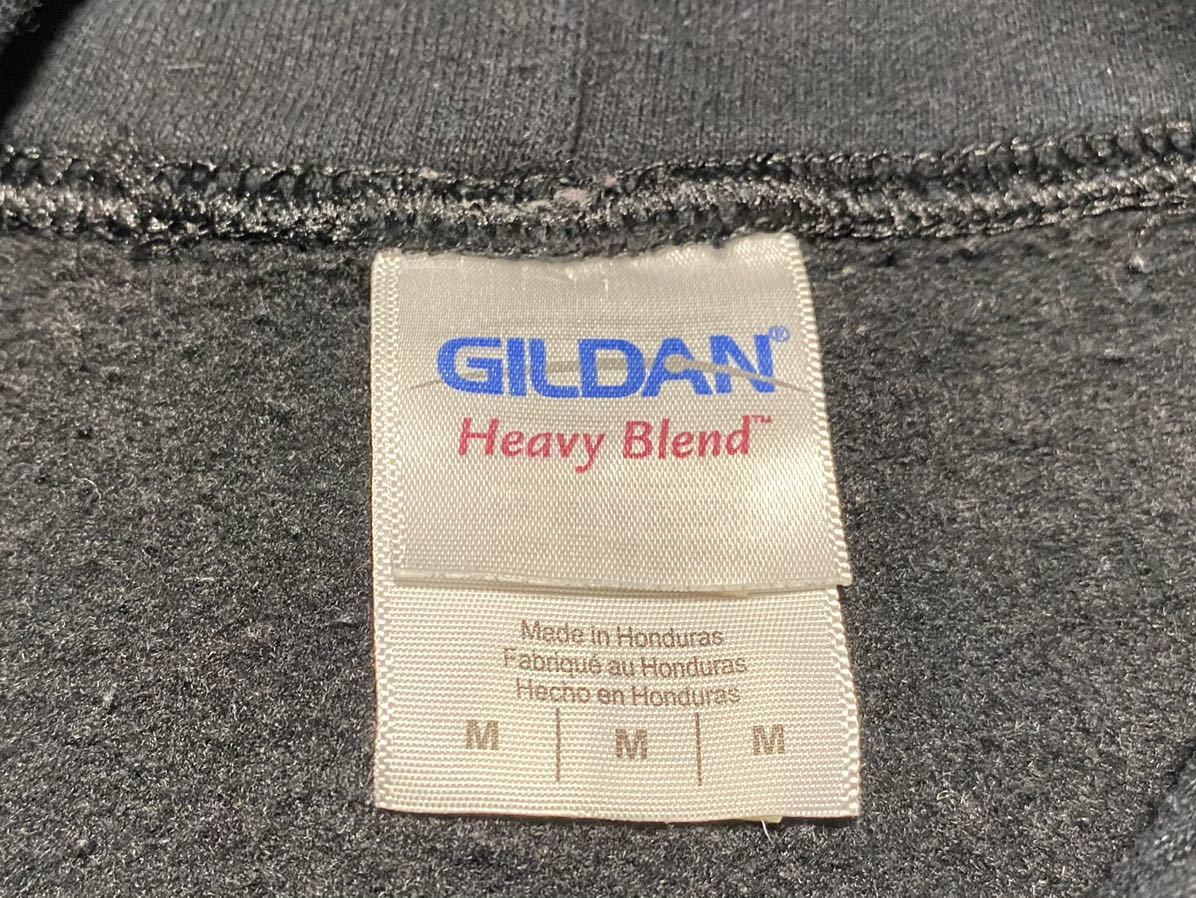 GILDAN®
Heavy Blend™
Made in Honduras
Fabriqué au Honduras
Hecho en Honduras
M | M | M